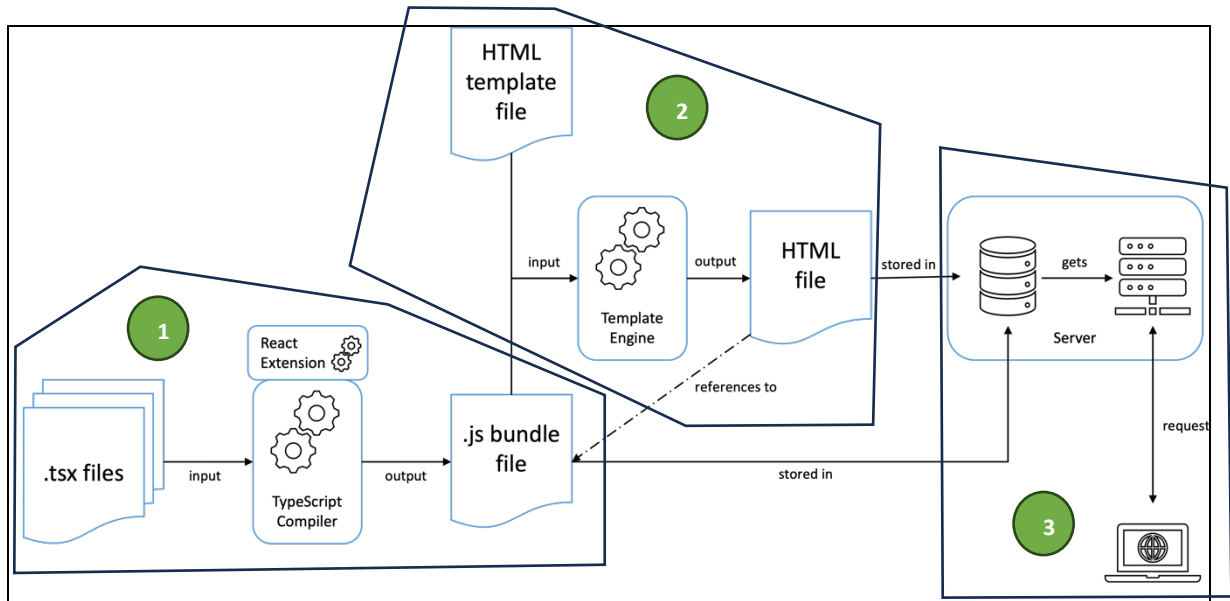 HTML
template
file
2
input
Template
Engine
output
HTML
file
stored in
gets
Server
1
React
Extension
.tsx files
input
TypeScript
Compiler
output
.js bundle
file
references to
stored in
request
3